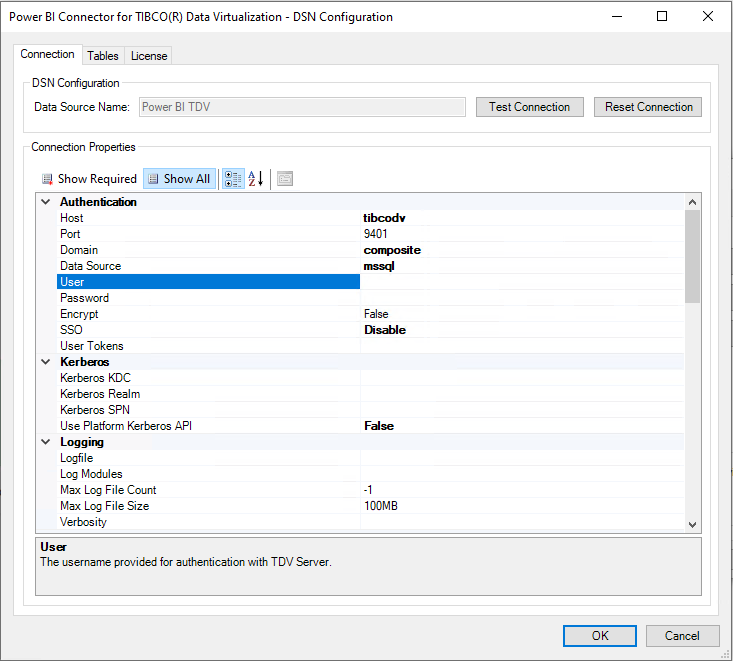 Power BI Connector for TIBCO(R) Data Virtualization - DSN Configuration
Connection Tables License
DSN Configuration
Data Source Name: Power BI TDV Test Connection Reset Connection
Connection Properties
Show Required Show All
Authentication
Host tibcodv
Port 9401
Domain composite
Data Source mssql
User
Password
Encrypt False
SSO Disable
User Tokens
Kerberos
Kerberos KDC
Kerberos Realm
Kerberos SPN
Use Platform Kerberos API False
Logging
Logfile
Log Modules
Max Log File Count -1
Max Log File Size 100MB
Verbosity
User
The username provided for authentication with TDV Server.
OK Cancel